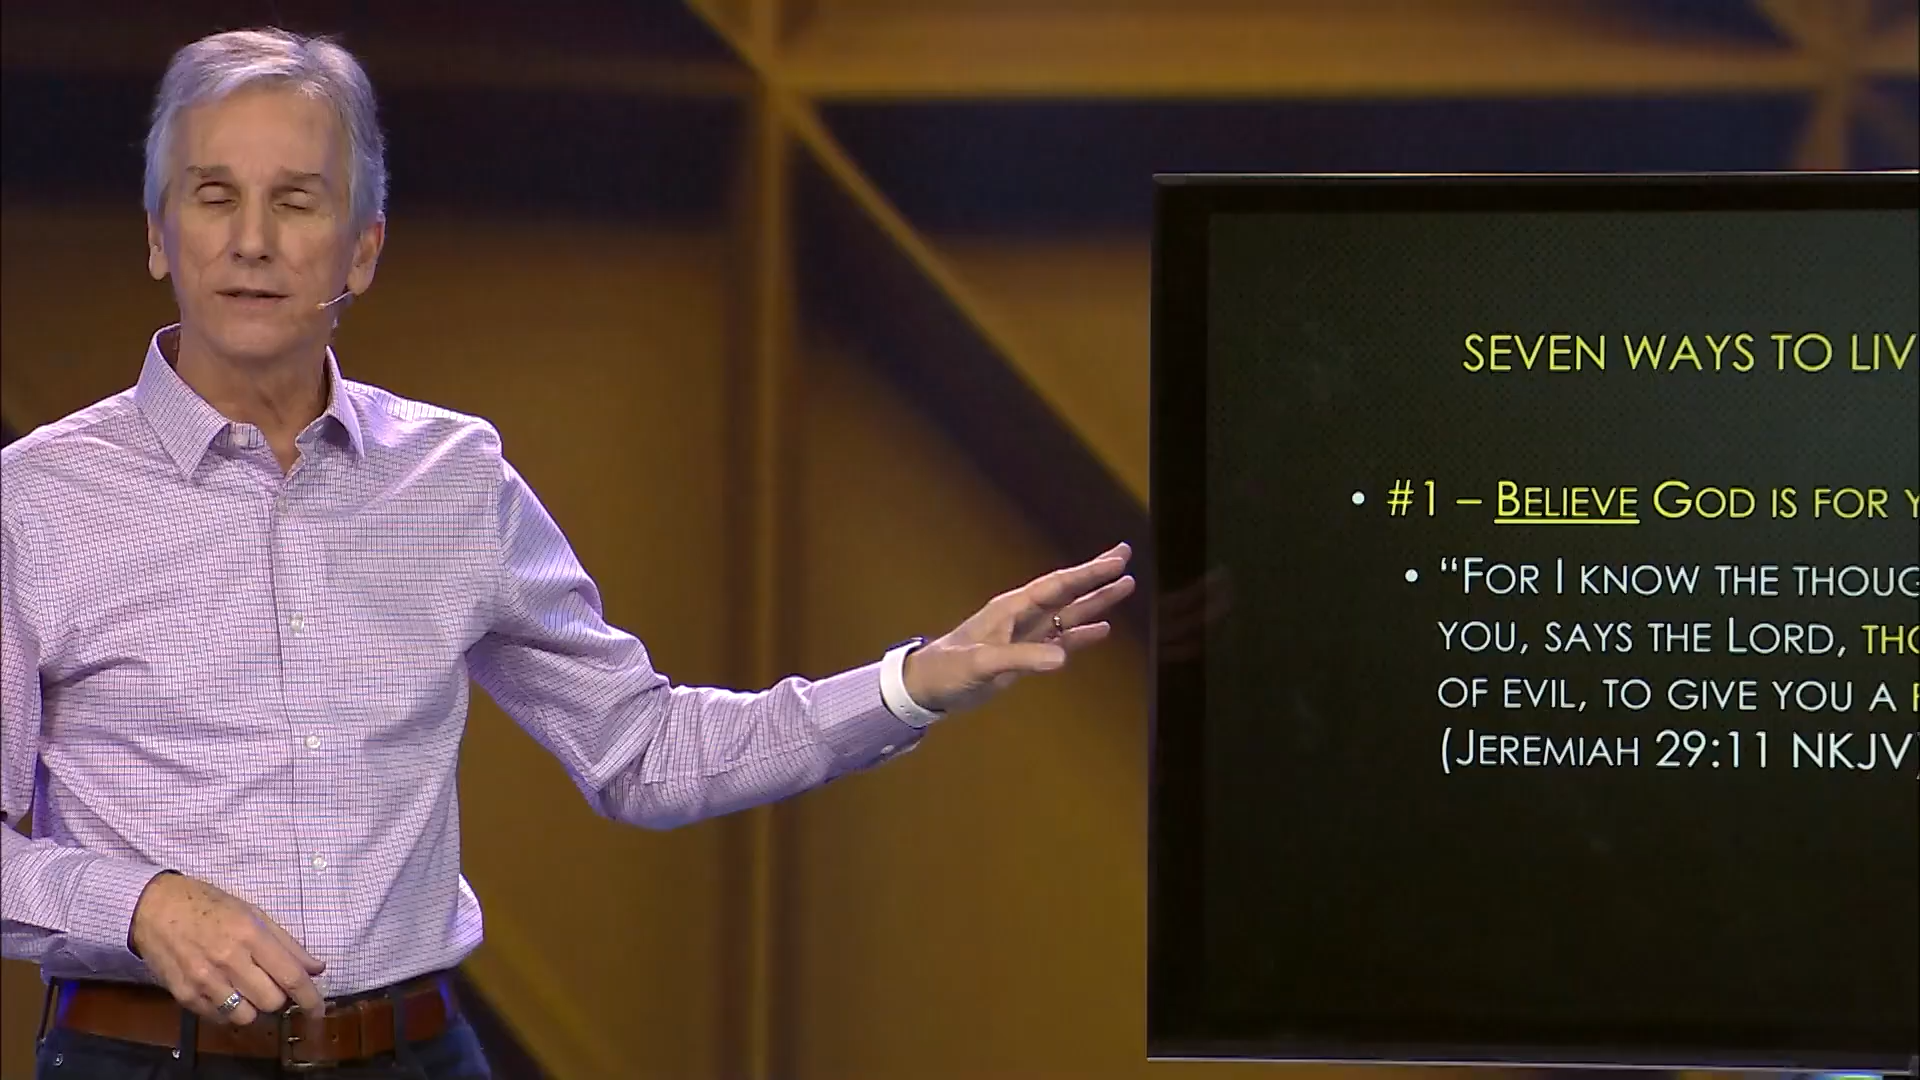 SEVEN WAYS TO LIV
• #1 – BELIEVE GOD IS FOR Y
• “FOR I KNOW THE THOUG
YOU, SAYS THE LORD, THO
OF EVIL, TO GIVE YOU A F
(JEREMIAH 29:11 NKJV)